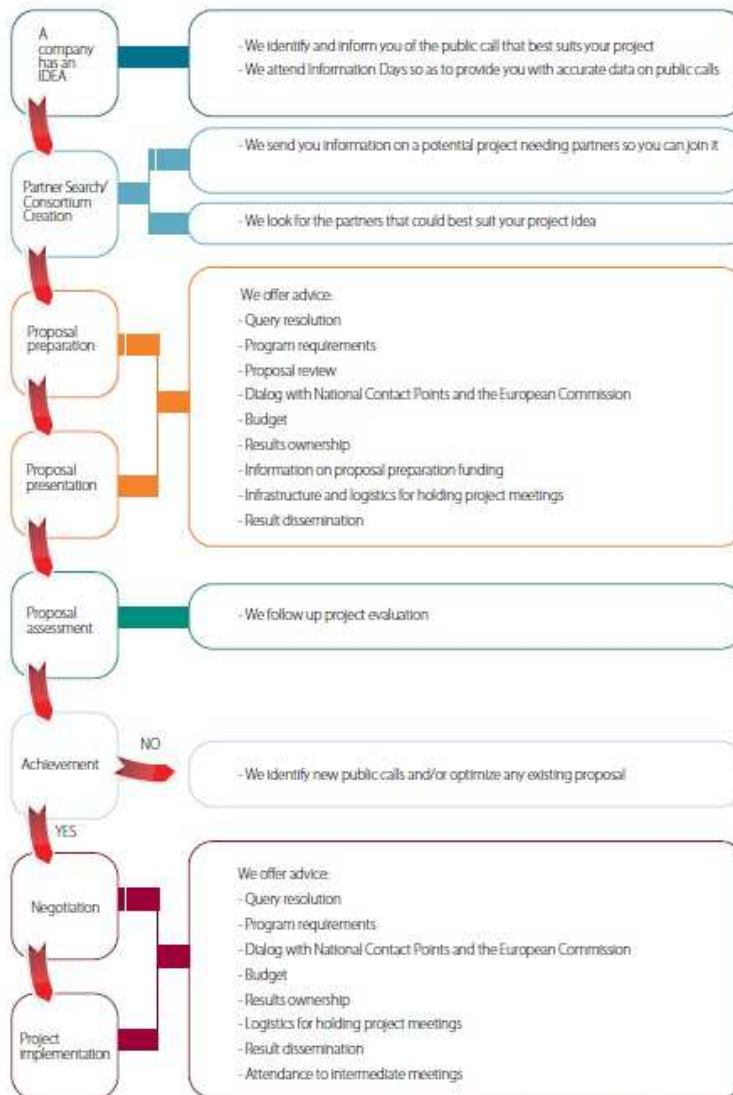 A
company
has an
IDEA
- We identify and inform you of the public call that best suits your project
- We attend Information Days so as to provide you with accurate data on public calls
Partner Search/
Consortium
Creation
- We send you information on a potential project needing partners so you can join it
- We look for the partners that could best suit your project idea
Proposal
preparation
Proposal
presentation
We offer advice:
- Query resolution
- Program requirements
- Proposal review
- Dialog with National Contact Points and the European Commission
- Budget
- Results ownership
- Information on proposal preparation funding
- Infrastructure and logistics for holding project meetings
- Result dissemination
Proposal
assessment
- We follow up project evaluation
Achievement
NO
- We identify new public calls and/or optimize any existing proposal
YES
Negotiation
Project
implementation
We offer advice:
- Query resolution
- Program requirements
- Dialog with National Contact Points and the European Commission
- Budget
- Results ownership
- Logistics for holding project meetings
- Result dissemination
- Attendance to intermediate meetings